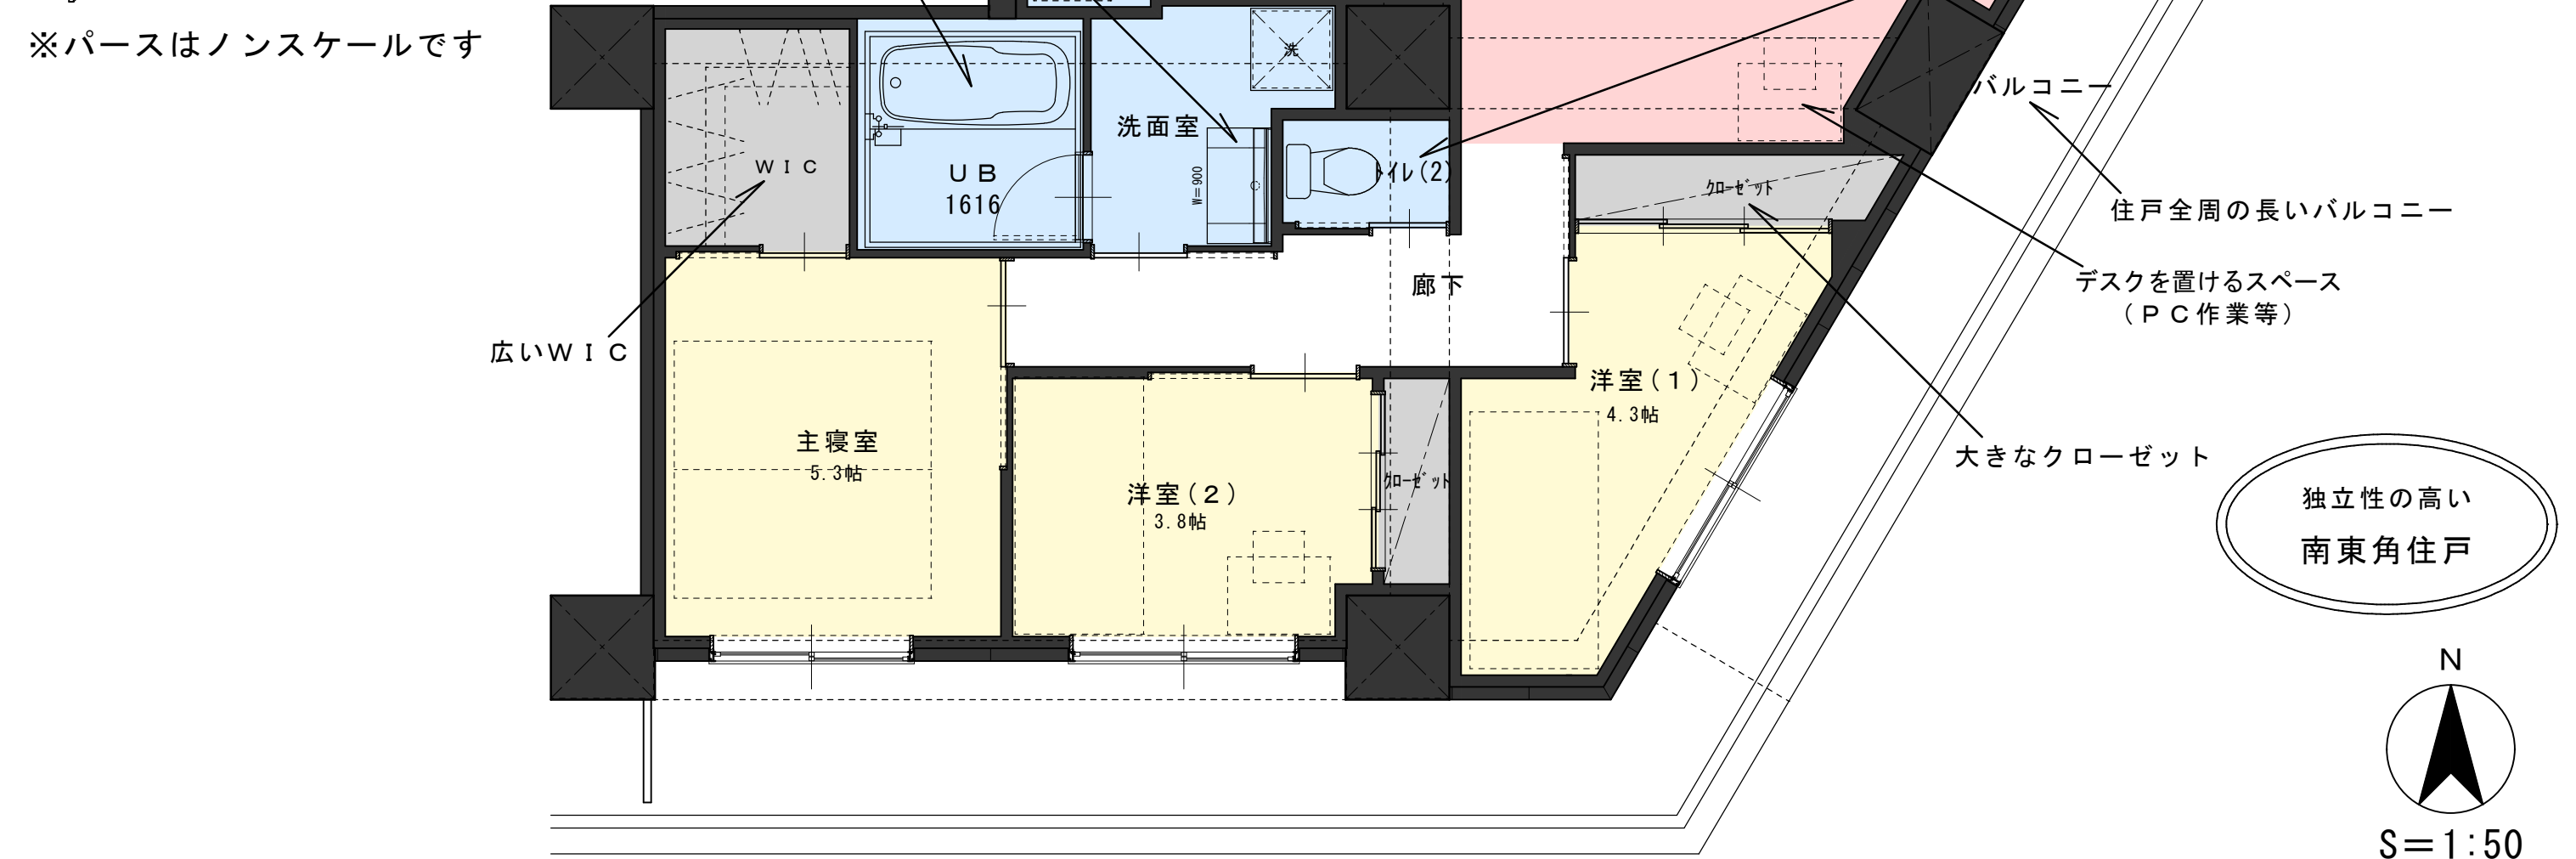 ※パースはノンスケールです
洗
バルコニー
洗面室
ＷＩＣ
ＵＢ
1616
W=900
ﾄｲﾚ(2)
ｸﾛｰｾﾞｯﾄ
住戸全周の長いバルコニー
廊下
デスクを置けるスペース
（ＰＣ作業等）
広いＷＩＣ
洋室(１)
4.3帖
主寝室
5.3帖
大きなクローゼット
ｸﾛｰｾﾞｯﾄ
洋室(２)
3.8帖
独立性の高い
南東角住戸
Ｎ
S＝1:50